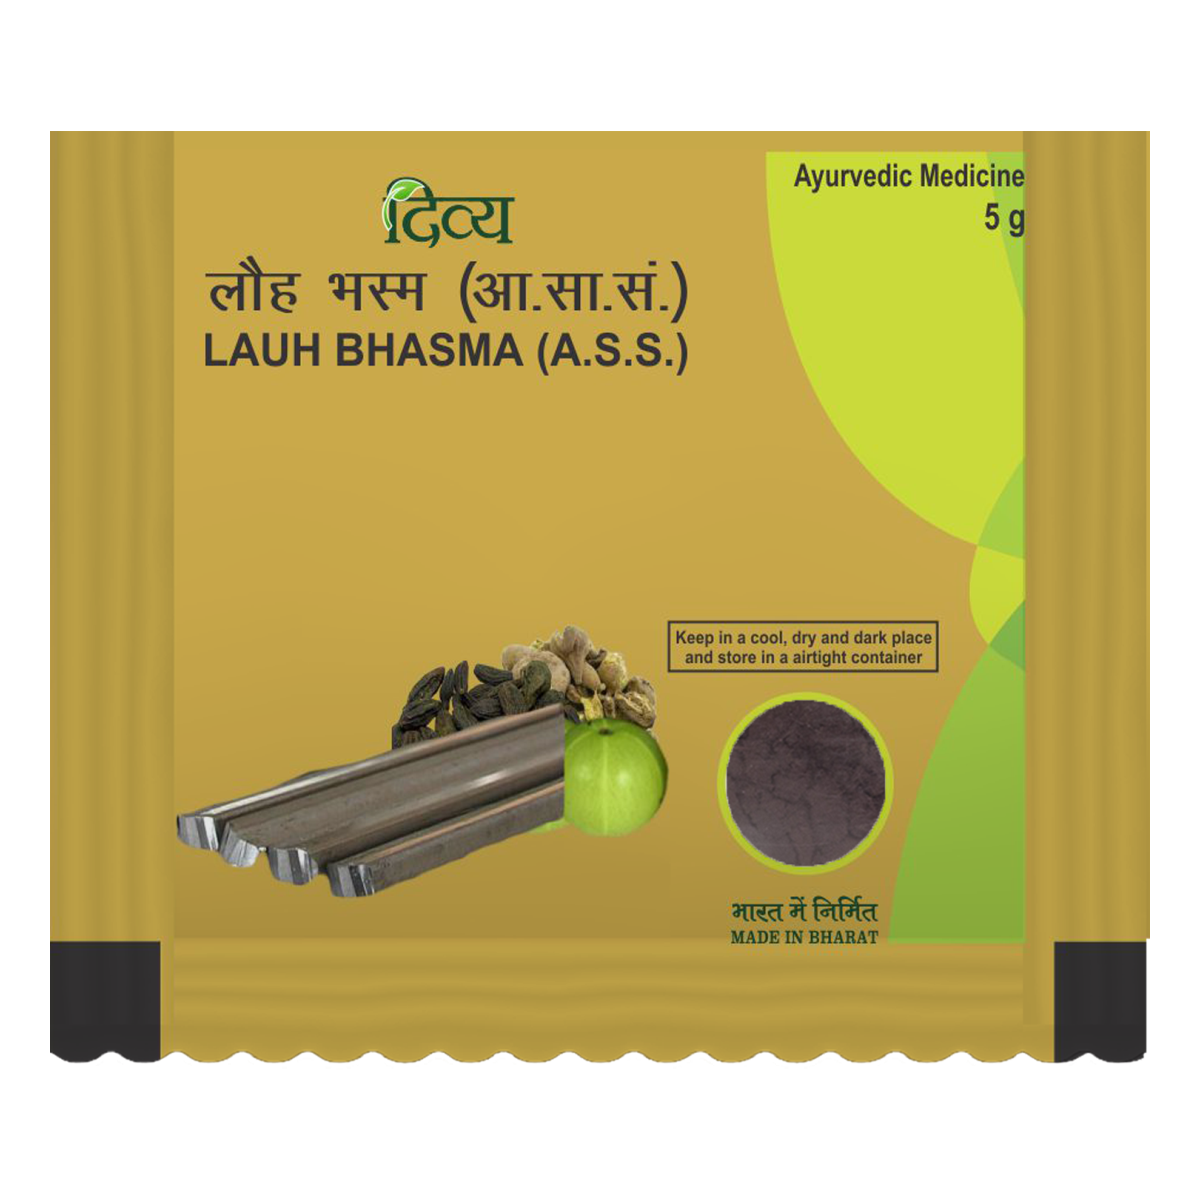 दिव्य
लौह भस्म (आ.सा.सं.)
LAUH BHASMA (A.S.S.)
Ayurvedic Medicine
5 g
Keep in a cool, dry and dark place
and store in a airtight container
भारत में निर्मित
MADE IN BHARAT